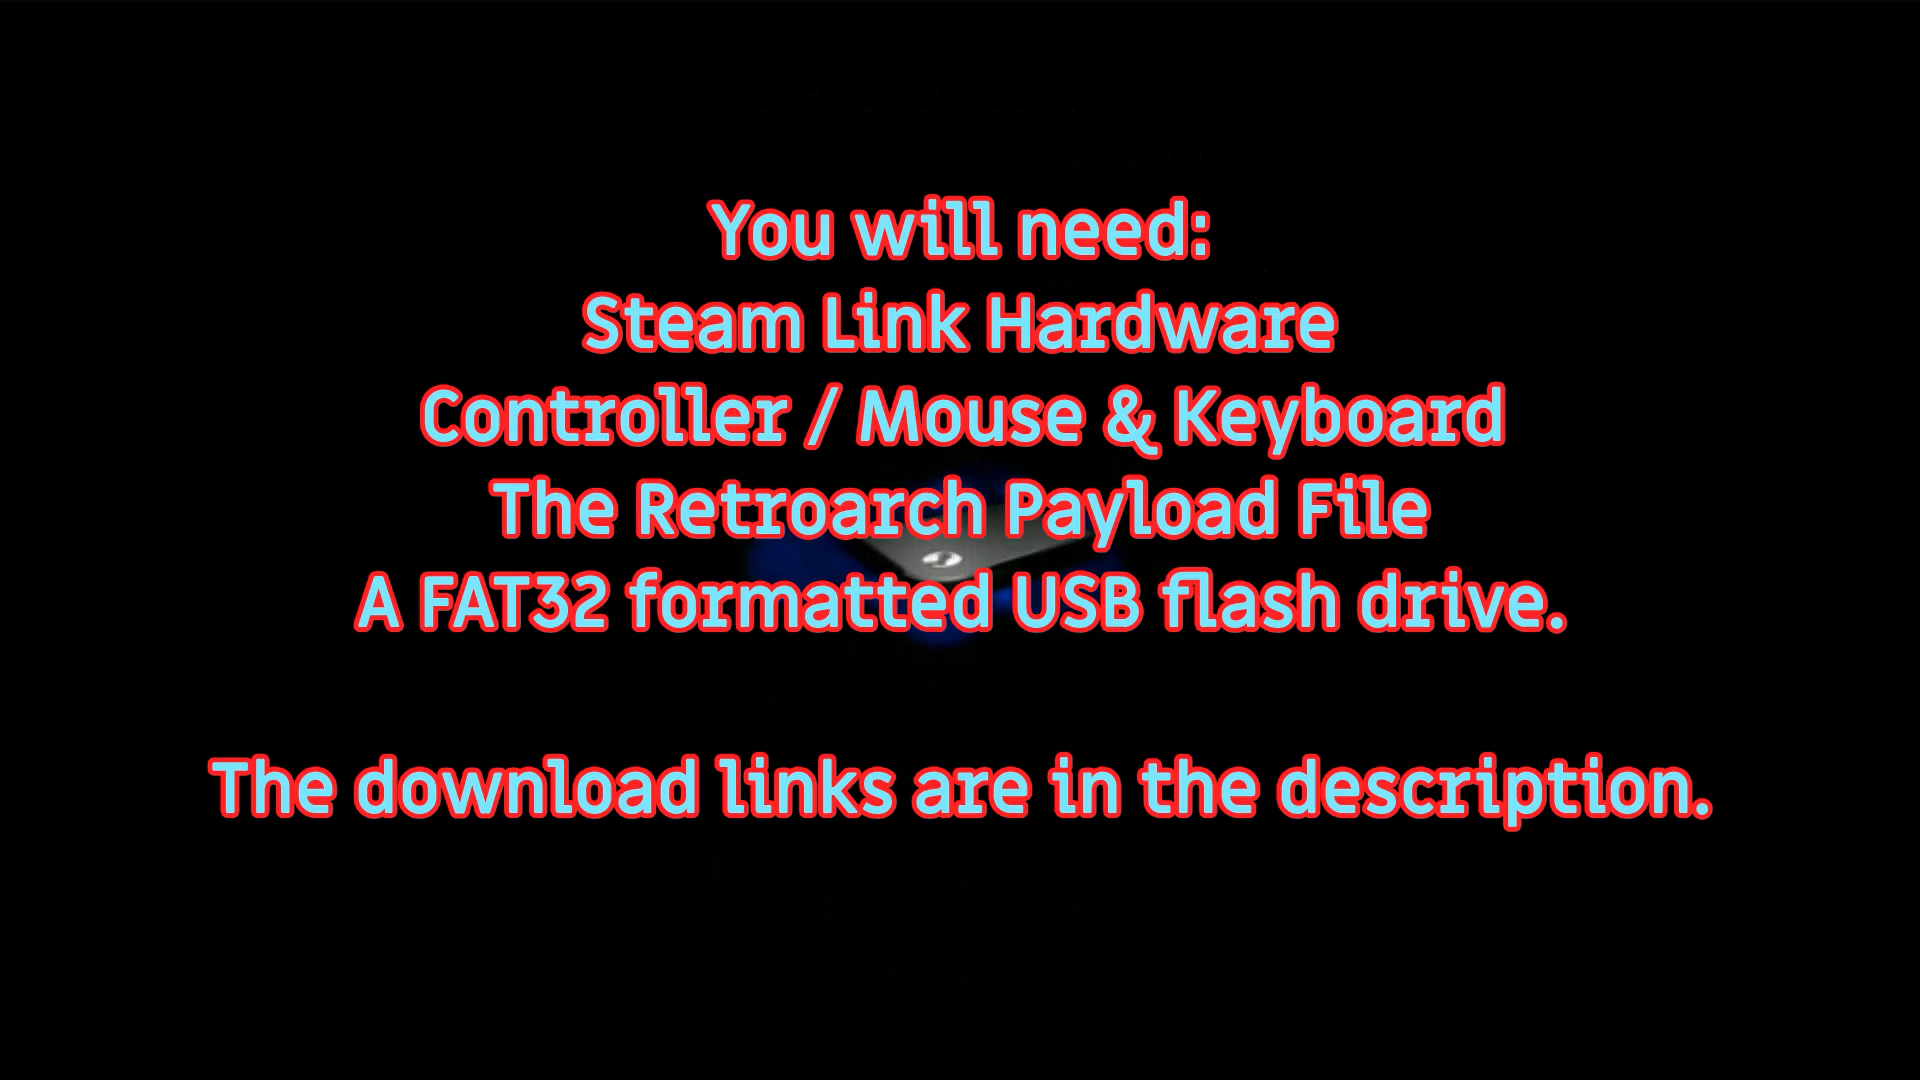 You will need:
Steam Link Hardware
Controller / Mouse & Keyboard
The Retroarch Payload File
A FAT32 formatted USB flash drive.
The download links are in the description.